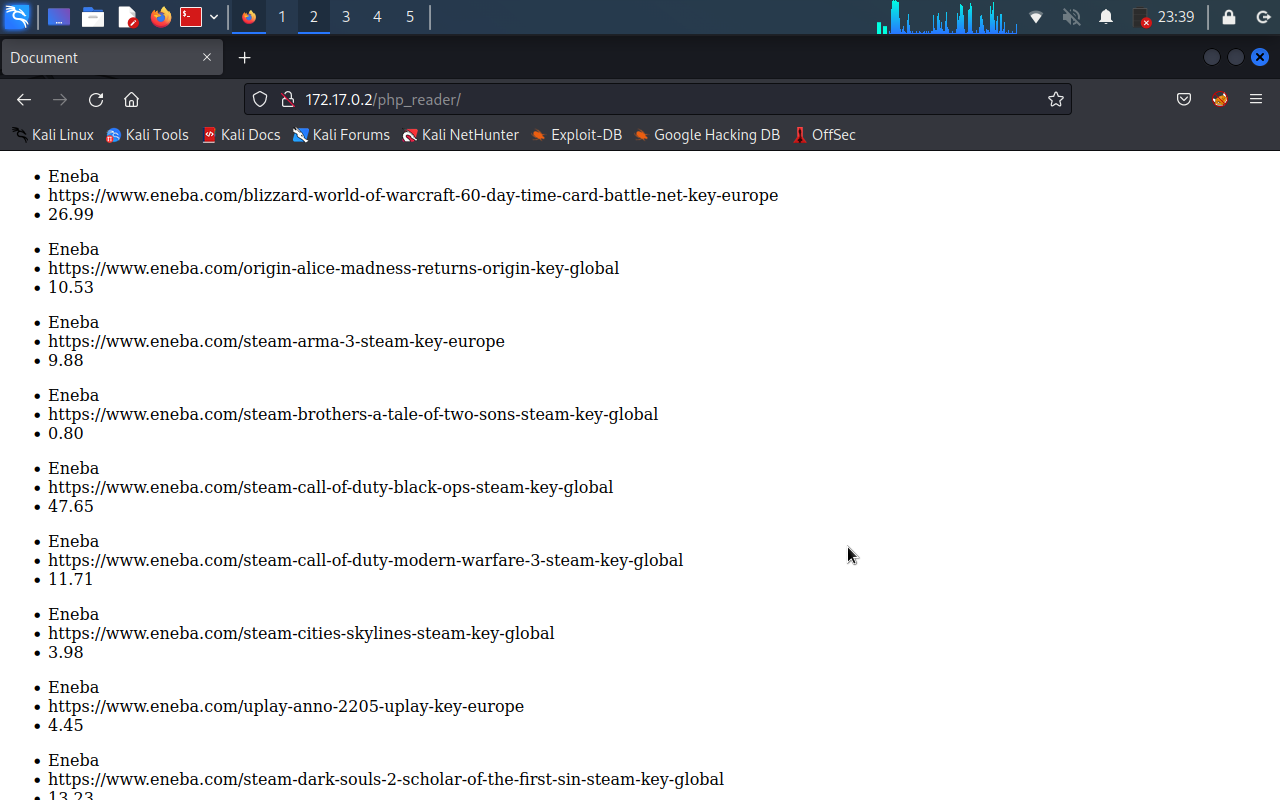 1 2 3 4 5 23:39
Document
172.17.0.2/php_reader/
Kali Linux Kali Tools Kali Docs Kali Forums Kali NetHunter Exploit-DB Google Hacking DB OffSec
• Eneba
• https://www.eneba.com/blizzard-world-of-warcraft-60-day-time-card-battle-net-key-europe
• 26.99
• Eneba
• https://www.eneba.com/origin-alice-madness-returns-origin-key-global
• 10.53
• Eneba
• https://www.eneba.com/steam-arma-3-steam-key-europe
• 9.88
• Eneba
• https://www.eneba.com/steam-brothers-a-tale-of-two-sons-steam-key-global
• 0.80
• Eneba
• https://www.eneba.com/steam-call-of-duty-black-ops-steam-key-global
• 47.65
• Eneba
• https://www.eneba.com/steam-call-of-duty-modern-warfare-3-steam-key-global
• 11.71
• Eneba
• https://www.eneba.com/steam-cities-skylines-steam-key-global
• 3.98
• Eneba
• https://www.eneba.com/uplay-anno-2205-uplay-key-europe
• 4.45
• Eneba
• https://www.eneba.com/steam-dark-souls-2-scholar-of-the-first-sin-steam-key-global
• 13.23